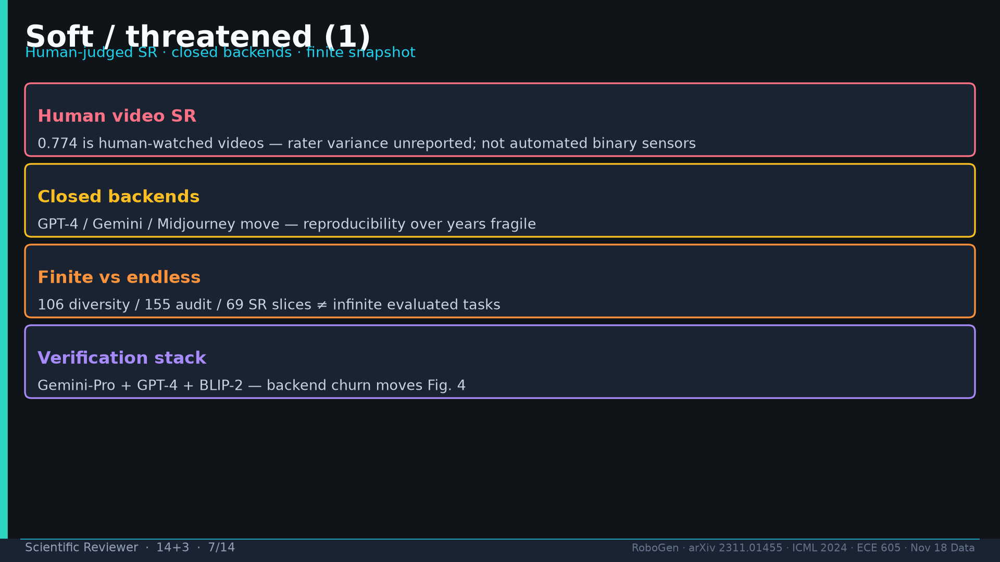 Soft / threatened (1)
Human-judged SR · closed backends · finite snapshot
Human video SR
0.774 is human-watched videos — rater variance unreported; not automated binary sensors
Closed backends
GPT-4 / Gemini / Midjourney move — reproducibility over years fragile
Finite vs endless
106 diversity / 155 audit / 69 SR slices ≠ infinite evaluated tasks
Verification stack
Gemini-Pro + GPT-4 + BLIP-2 — backend churn moves Fig. 4
Scientific Reviewer · 14+3 · 7/14
RoboGen · arXiv 2311.01455 · ICML 2024 · ECE 605 · Nov 18 Data